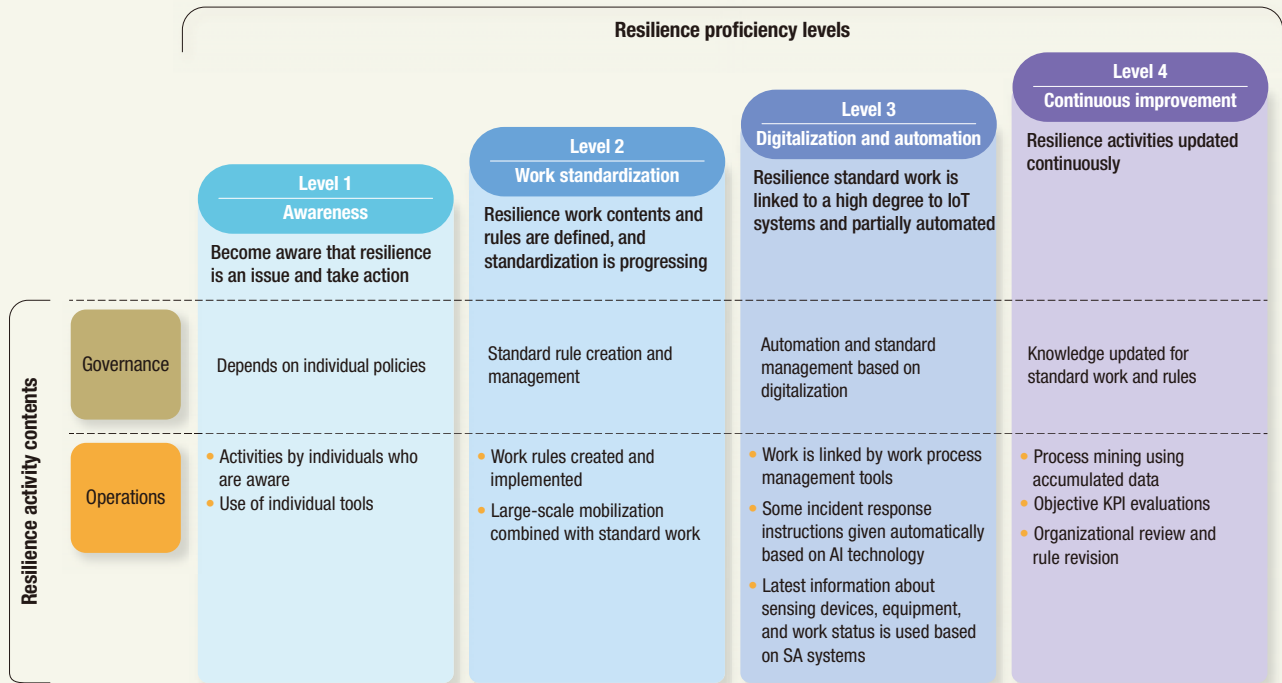 Resilience proficiency levels
Level 1
Awareness
Become aware that resilience
is an issue and take action
Level 2
Work standardization
Resilience work contents and
rules are defined, and
standardization is progressing
Level 3
Digitalization and automation
Resilience standard work is
linked to a high degree to IoT
systems and partially automated
Level 4
Continuous improvement
Resilience activities updated
continuously
Resilience activity contents
Governance
Depends on individual policies
Standard rule creation and
management
Automation and standard
management based on
digitalization
Knowledge updated for
standard work and rules
Operations
• Activities by individuals who
are aware
• Use of individual tools
• Work rules created and
implemented
• Large-scale mobilization
combined with standard work
• Work is linked by work process
management tools
• Some incident response
instructions given automatically
based on AI technology
• Latest information about
sensing devices, equipment,
and work status is used based
on SA systems
• Process mining using
accumulated data
• Objective KPI evaluations
• Organizational review and
rule revision